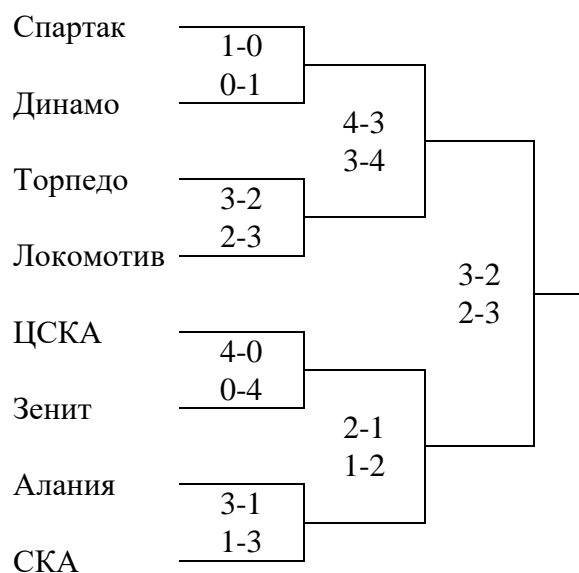 Спартак
1-0
0-1
Динамо
4-3
3-4
Торпедо
3-2
2-3
Локомотив
3-2
2-3
ЦСКА
4-0
0-4
Зенит
2-1
1-2
Алания
3-1
1-3
СКА